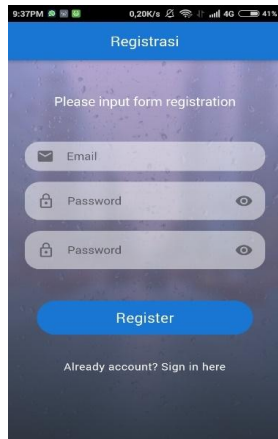 9:37PM 0,20K/s 4G 41%
Registrasi
Please input form registration
Email
Password
Password
Register
Already account? Sign in here